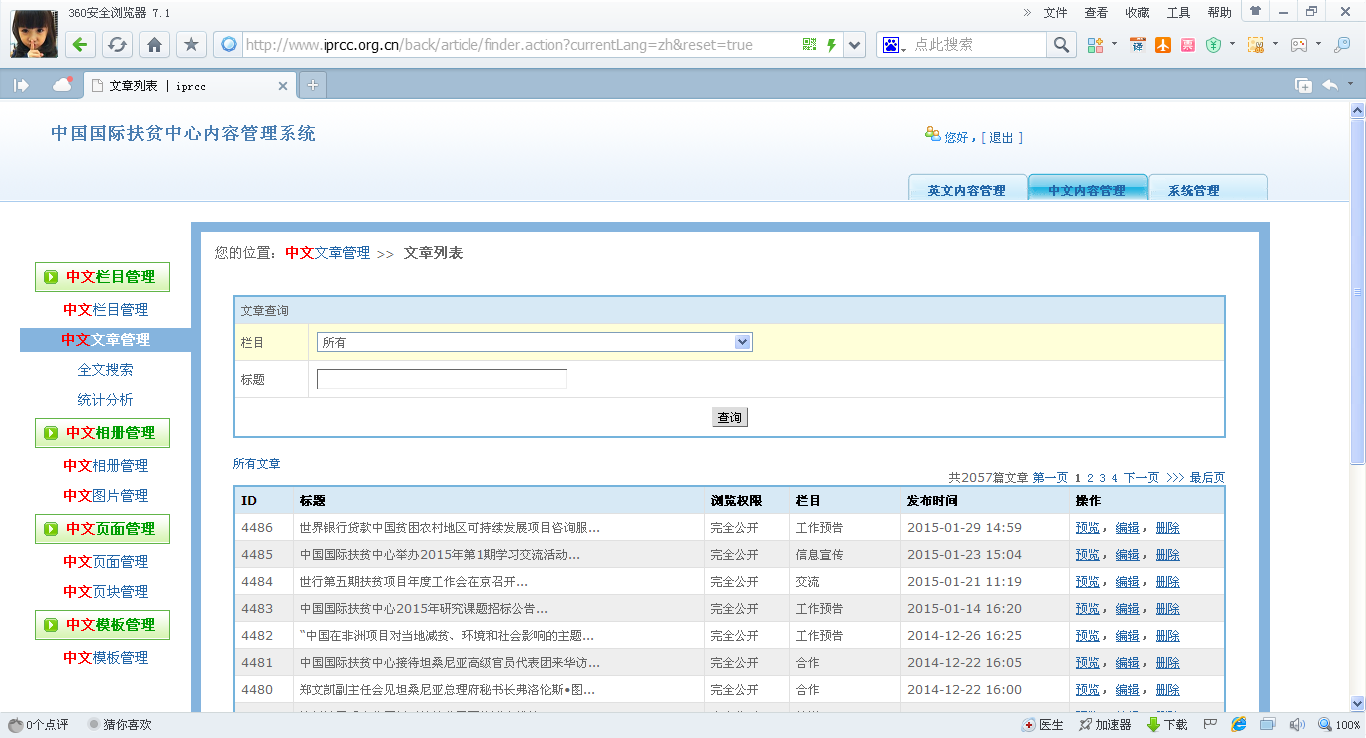 360安全浏览器 7.1
» 文件 查看 收藏 工具 帮助
http://www.iprcc.org.cn/back/article/finder.action?currentLang=zh&reset=true
点此搜索
译
票
文章列表 | iprcc
中国国际扶贫中心内容管理系统
您好，[ 退出 ]
英文内容管理 中文内容管理 系统管理
您的位置：中文文章管理 >> 文章列表
中文栏目管理
中文栏目管理
中文文章管理
全文搜索
统计分析
中文相册管理
中文相册管理
中文图片管理
中文页面管理
中文页面管理
中文页块管理
中文模板管理
中文模板管理
文章查询
栏目 所有
标题
查询
所有文章
共2057篇文章 第一页 1 2 3 4 下一页 >>> 最后页
ID 标题 浏览权限 栏目 发布时间 操作
4486 世界银行贷款中国贫困农村地区可持续发展项目咨询服... 完全公开 工作预告 2015-01-29 14:59 预览，编辑，删除
4485 中国国际扶贫中心举办2015年第1期学习交流活动... 完全公开 信息宣传 2015-01-23 15:04 预览，编辑，删除
4484 世行第五期扶贫项目年度工作会在京召开... 完全公开 交流 2015-01-21 11:19 预览，编辑，删除
4483 中国国际扶贫中心2015年研究课题招标公告... 完全公开 工作预告 2015-01-14 16:20 预览，编辑，删除
4482 “中国在非洲项目对当地减贫、环境和社会影响的主题... 完全公开 工作预告 2014-12-26 16:25 预览，编辑，删除
4481 中国国际扶贫中心接待坦桑尼亚高级官员代表团来华访... 完全公开 合作 2014-12-22 16:05 预览，编辑，删除
4480 郑文凯副主任会见坦桑尼亚总理府秘书长弗洛伦斯•图... 完全公开 合作 2014-12-22 16:00 预览，编辑，删除
0个点评 猜你喜欢 医生 加速器 下载 100%